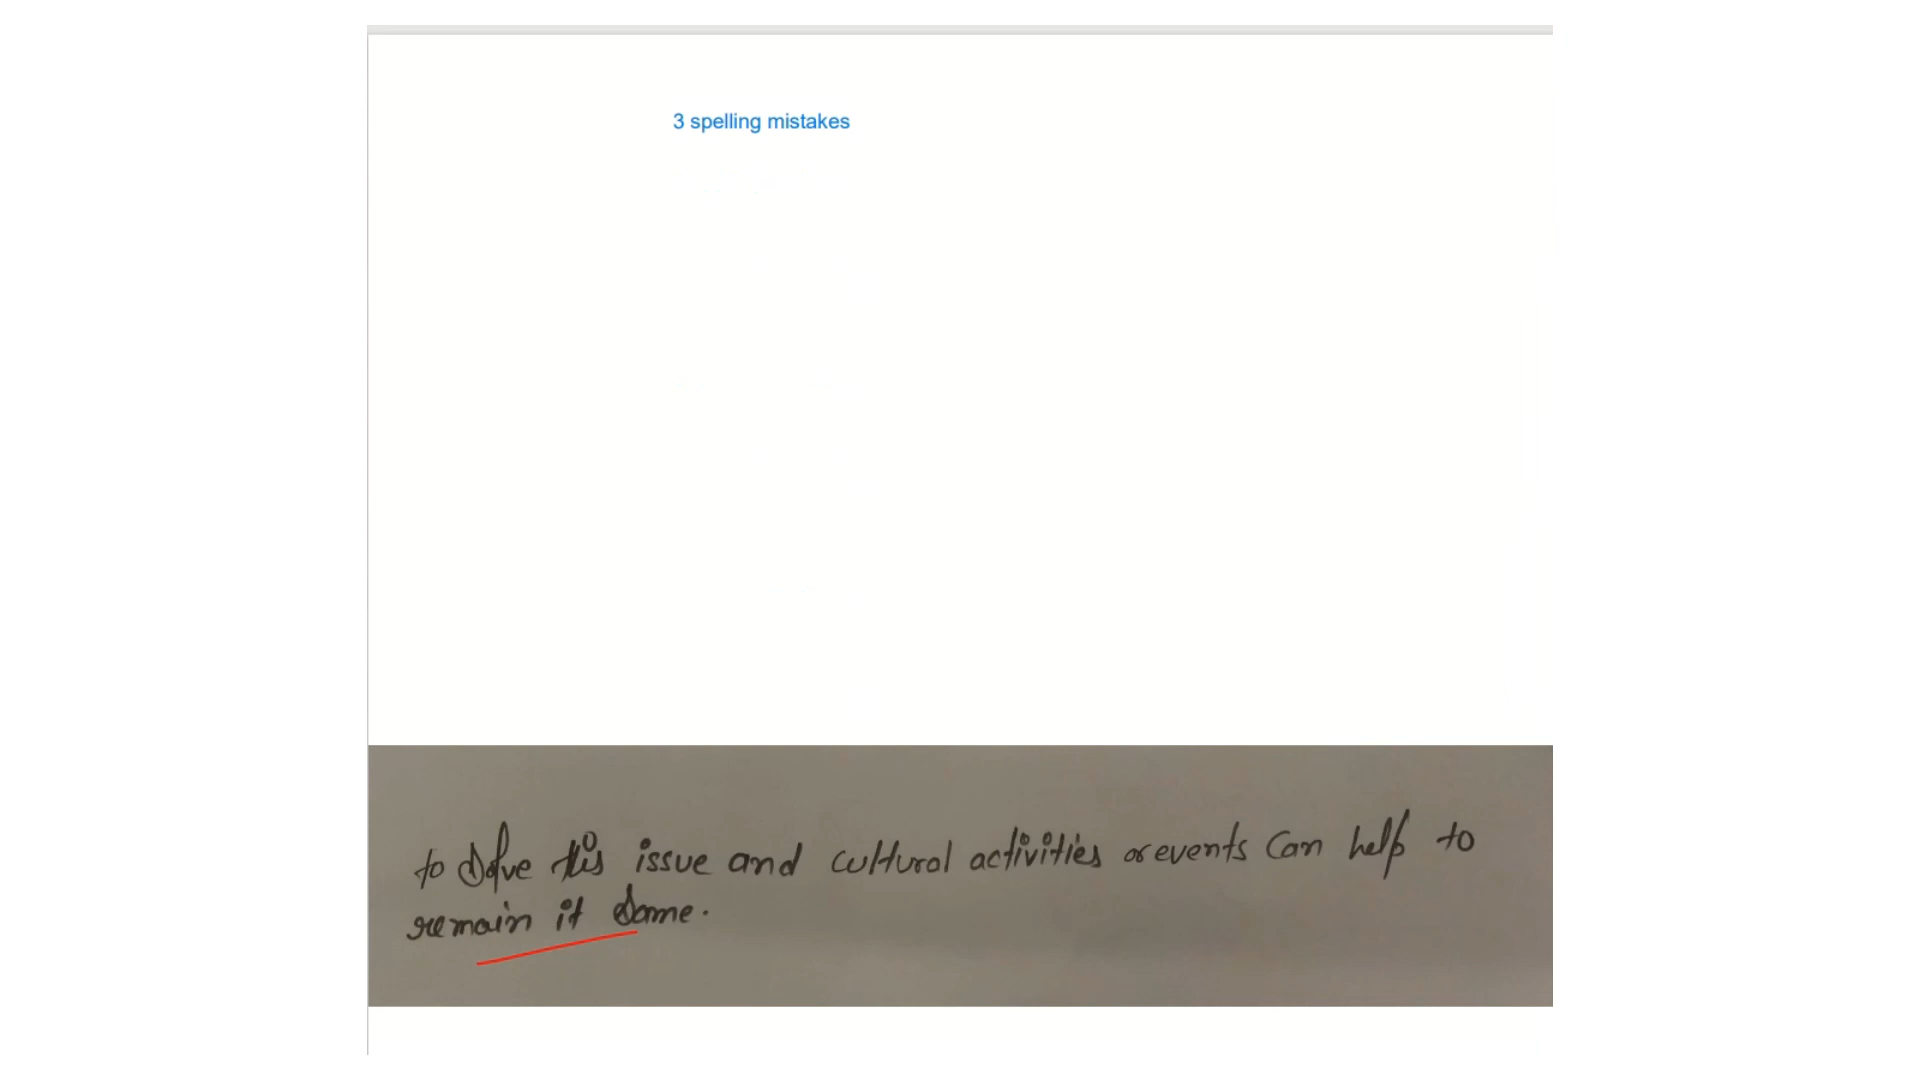 3 spelling mistakes
to solve this issue and cultural activities or events can help to
remain it same.